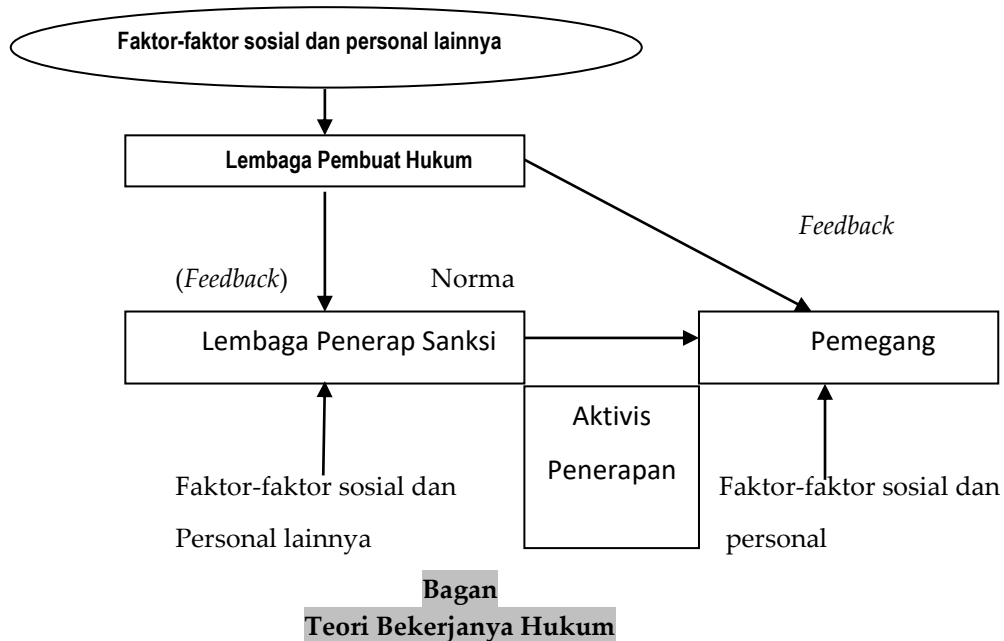 Faktor-faktor sosial dan personal lainnya
Lembaga Pembuat Hukum
Feedback
(Feedback)
Norma
Lembaga Penerap Sanksi
Pemegang
Aktivis
Penerapan
Faktor-faktor sosial dan
Personal lainnya
Faktor-faktor sosial dan
personal
Bagan
Teori Bekerjanya Hukum